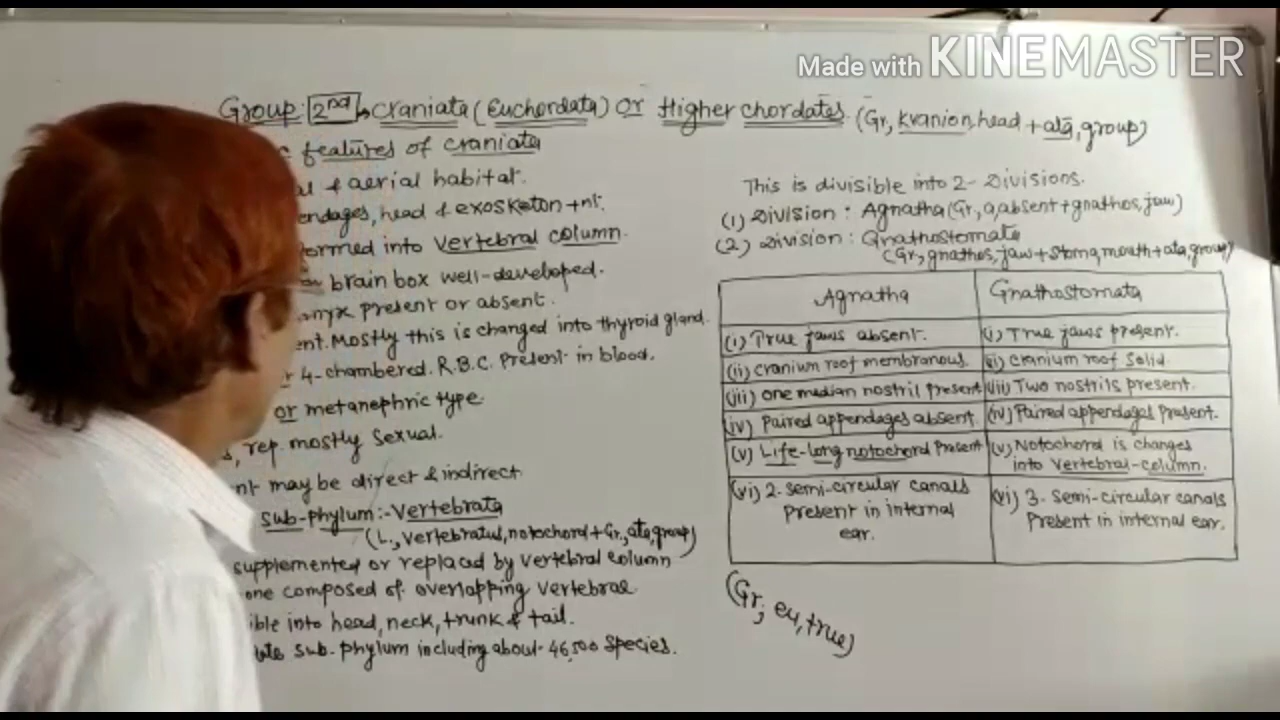 Made with KINEMASTER
Group: 2nd → Craniata (Euchordata) Or Higher chordates. (Gr, kranion, head + ata, group)
features of craniata
& aerial habitat.
endages, head & exosketon +nt.
formed into vertebral column.
brain box well-developed.
anyx present or absent.
ent. Mostly this is changed into thyroid gland.
4-chambered. R.B.C. Present in blood.
or metanephric type.
, rep. mostly sexual.
nt may be direct & indirect
sub-phylum:- Vertebrata
(L., vertebratus, notochord + Gr., ata, group)
supplemented or replaced by vertebral column
one composed of overlapping vertebrae.
ible into head, neck, trunk & tail.
sub-phylum including about 46,500 species.
This is divisible into 2-Divisions.
(1) Division : Agnatha (Gr, a, absent + gnathos, jaw)
(2) Division : Gnathostomata
(Gr, gnathos, jaw + stoma, mouth + ata, group)
Agnatha Gnathostomata
(i) True jaws absent. (i) True jaws present.
(ii) Cranium roof membranous. (ii) Cranium roof solid.
(iii) One median nostril present (iii) Two nostrils present.
(iv) Paired appendages absent. (iv) Paired appendages present.
(v) Life-long notochord present (v) Notochord is changes
into vertebral-column.
(vi) 2. semi-circular canals (vi) 3. Semi-circular canals
Present in internal Present in internal ear.
ear.
(Gr; eu, true)